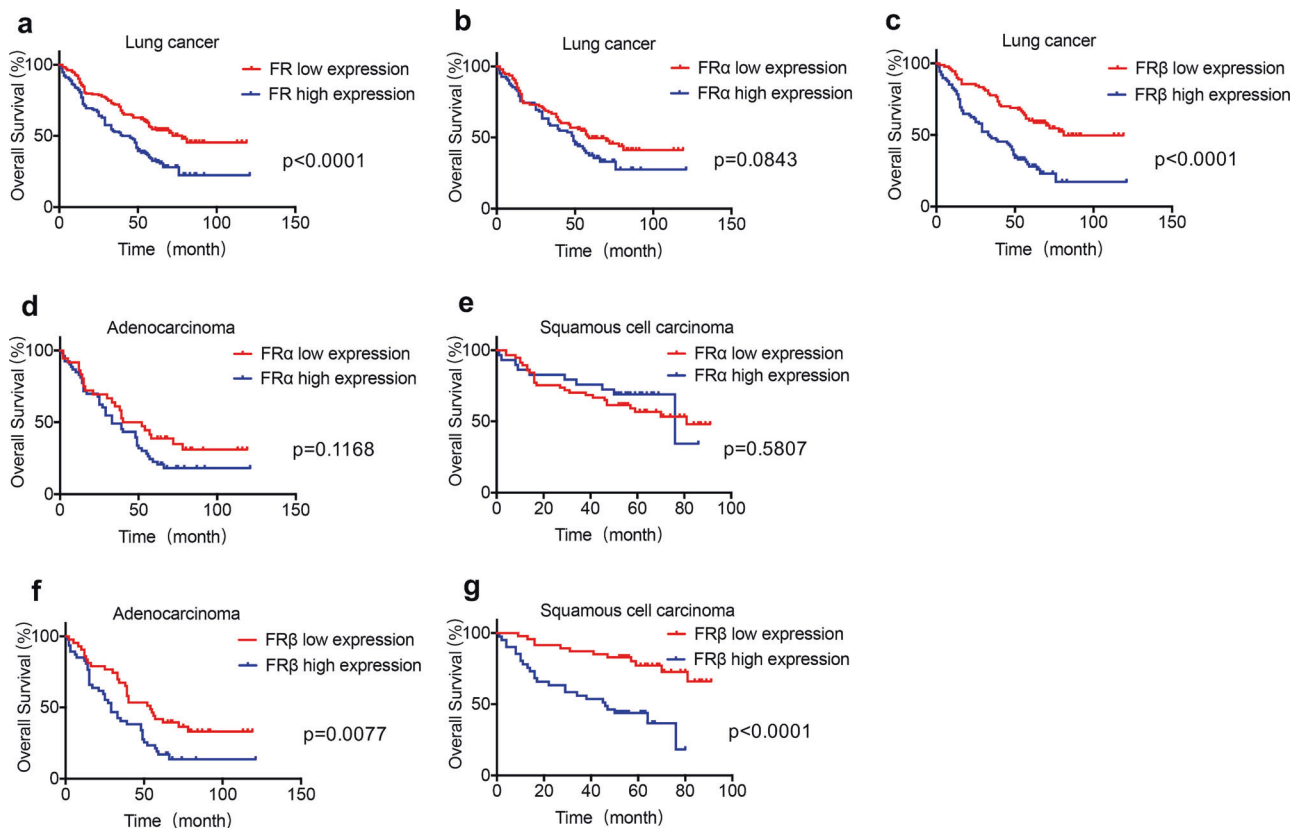 a
Lung cancer
Overall Survival (%)
100
50
0
0 50 100 150
Time (month)
FR low expression
FR high expression
p<0.0001
b
Lung cancer
Overall Survival (%)
100
50
0
0 50 100 150
Time (month)
FRα low expression
FRα high expression
p=0.0843
c
Lung cancer
Overall Survival (%)
100
50
0
0 50 100 150
Time (month)
FRβ low expression
FRβ high expression
p<0.0001
d
Adenocarcinoma
Overall Survival (%)
100
50
0
0 50 100 150
Time (month)
FRα low expression
FRα high expression
p=0.1168
e
Squamous cell carcinoma
Overall Survival (%)
100
50
0
0 20 40 60 80 100
Time (month)
FRα low expression
FRα high expression
p=0.5807
f
Adenocarcinoma
Overall Survival (%)
100
50
0
0 50 100 150
Time (month)
FRβ low expression
FRβ high expression
p=0.0077
g
Squamous cell carcinoma
Overall Survival (%)
100
50
0
0 20 40 60 80 100
Time (month)
FRβ low expression
FRβ high expression
p<0.0001